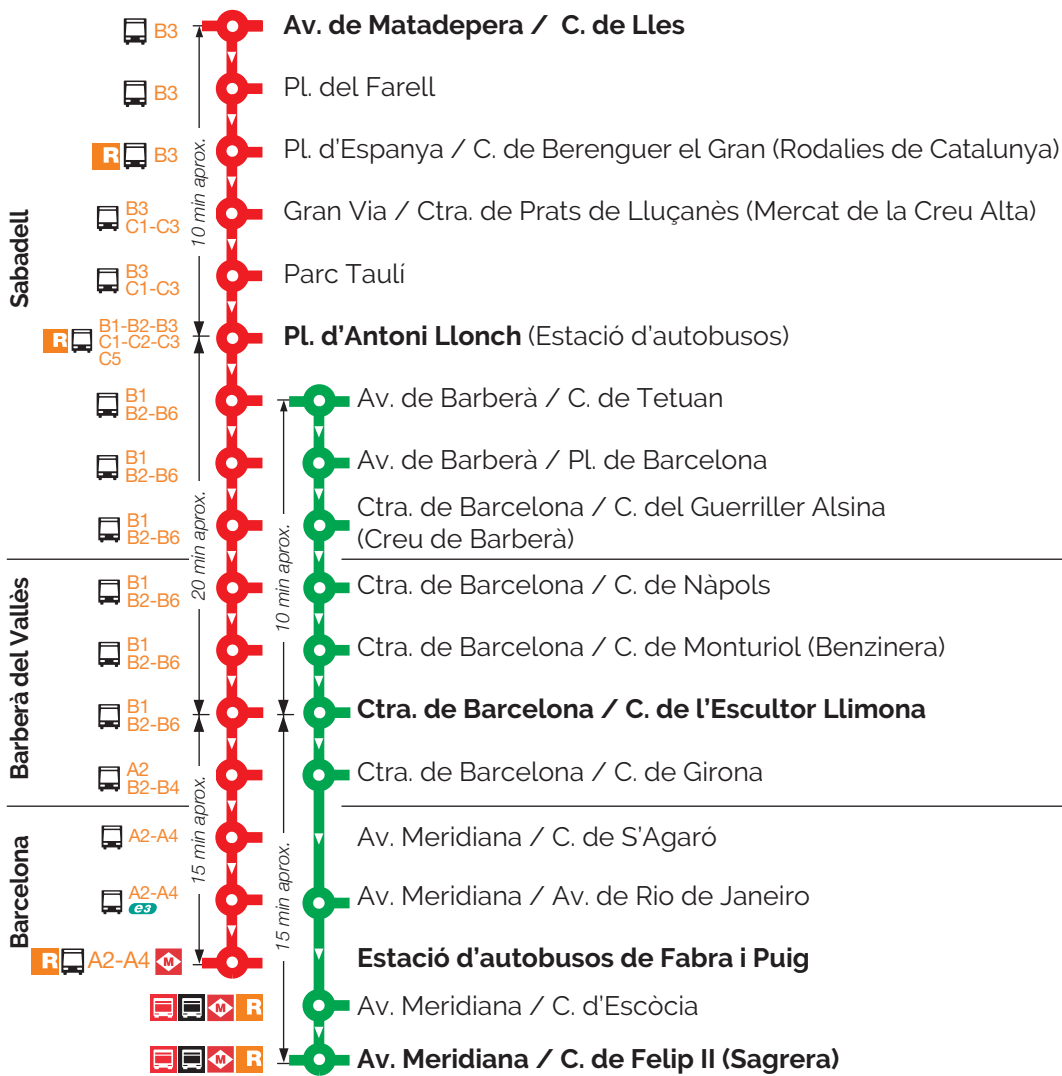 B3
Av. de Matadepera / C. de Lles
B3
Pl. del Farell
R B3
Pl. d'Espanya / C. de Berenguer el Gran (Rodalies de Catalunya)
B3
C1-C3
Gran Via / Ctra. de Prats de Lluçanès (Mercat de la Creu Alta)
B3
C1-C3
Parc Taulí
10 min aprox.
Sabadell
R B1-B2-B3
C1-C2-C3
C5
Pl. d'Antoni Llonch (Estació d'autobusos)
B1
B2-B6
Av. de Barberà / C. de Tetuan
B1
B2-B6
Av. de Barberà / Pl. de Barcelona
B1
B2-B6
Ctra. de Barcelona / C. del Guerriller Alsina
(Creu de Barberà)
20 min aprox.
10 min aprox.
Barberà del Vallès
B1
B2-B6
Ctra. de Barcelona / C. de Nàpols
B1
B2-B6
Ctra. de Barcelona / C. de Monturiol (Benzinera)
B1
B2-B6
Ctra. de Barcelona / C. de l'Escultor Llimona
A2
B2-B4
Ctra. de Barcelona / C. de Girona
15 min aprox.
15 min aprox.
Barcelona
A2-A4
Av. Meridiana / C. de S'Agaró
A2-A4
e3
Av. Meridiana / Av. de Rio de Janeiro
R A2-A4 M
Estació d'autobusos de Fabra i Puig
M R
Av. Meridiana / C. d'Escòcia
M R
Av. Meridiana / C. de Felip II (Sagrera)